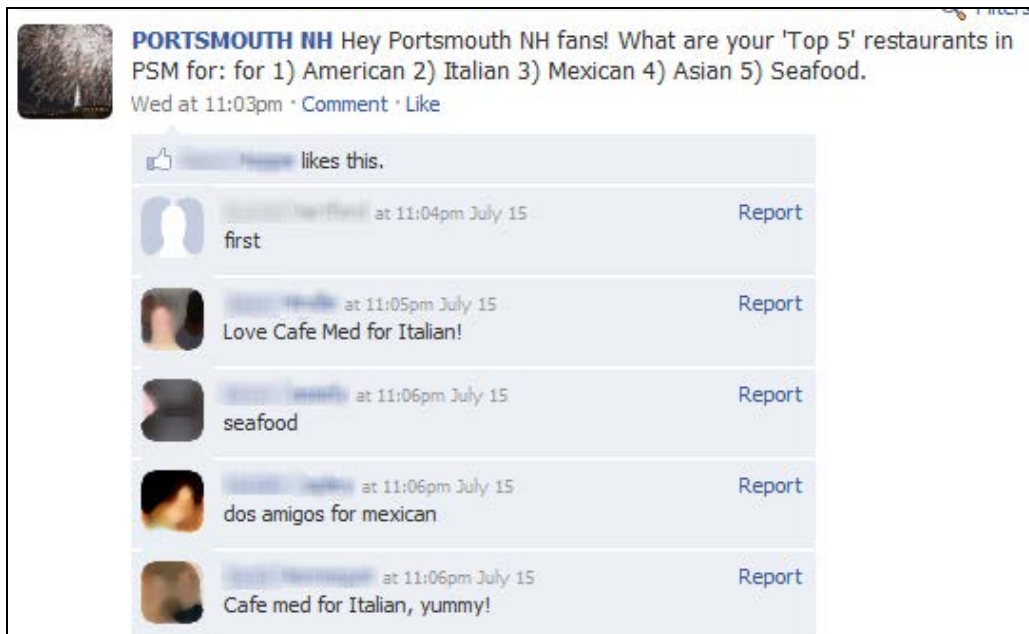 Filters
PORTSMOUTH NH Hey Portsmouth NH fans! What are your 'Top 5' restaurants in
PSM for: for 1) American 2) Italian 3) Mexican 4) Asian 5) Seafood.
Wed at 11:03pm · Comment · Like
likes this.
at 11:04pm July 15 Report
first
at 11:05pm July 15 Report
Love Cafe Med for Italian!
at 11:06pm July 15 Report
seafood
at 11:06pm July 15 Report
dos amigos for mexican
at 11:06pm July 15 Report
Cafe med for Italian, yummy!